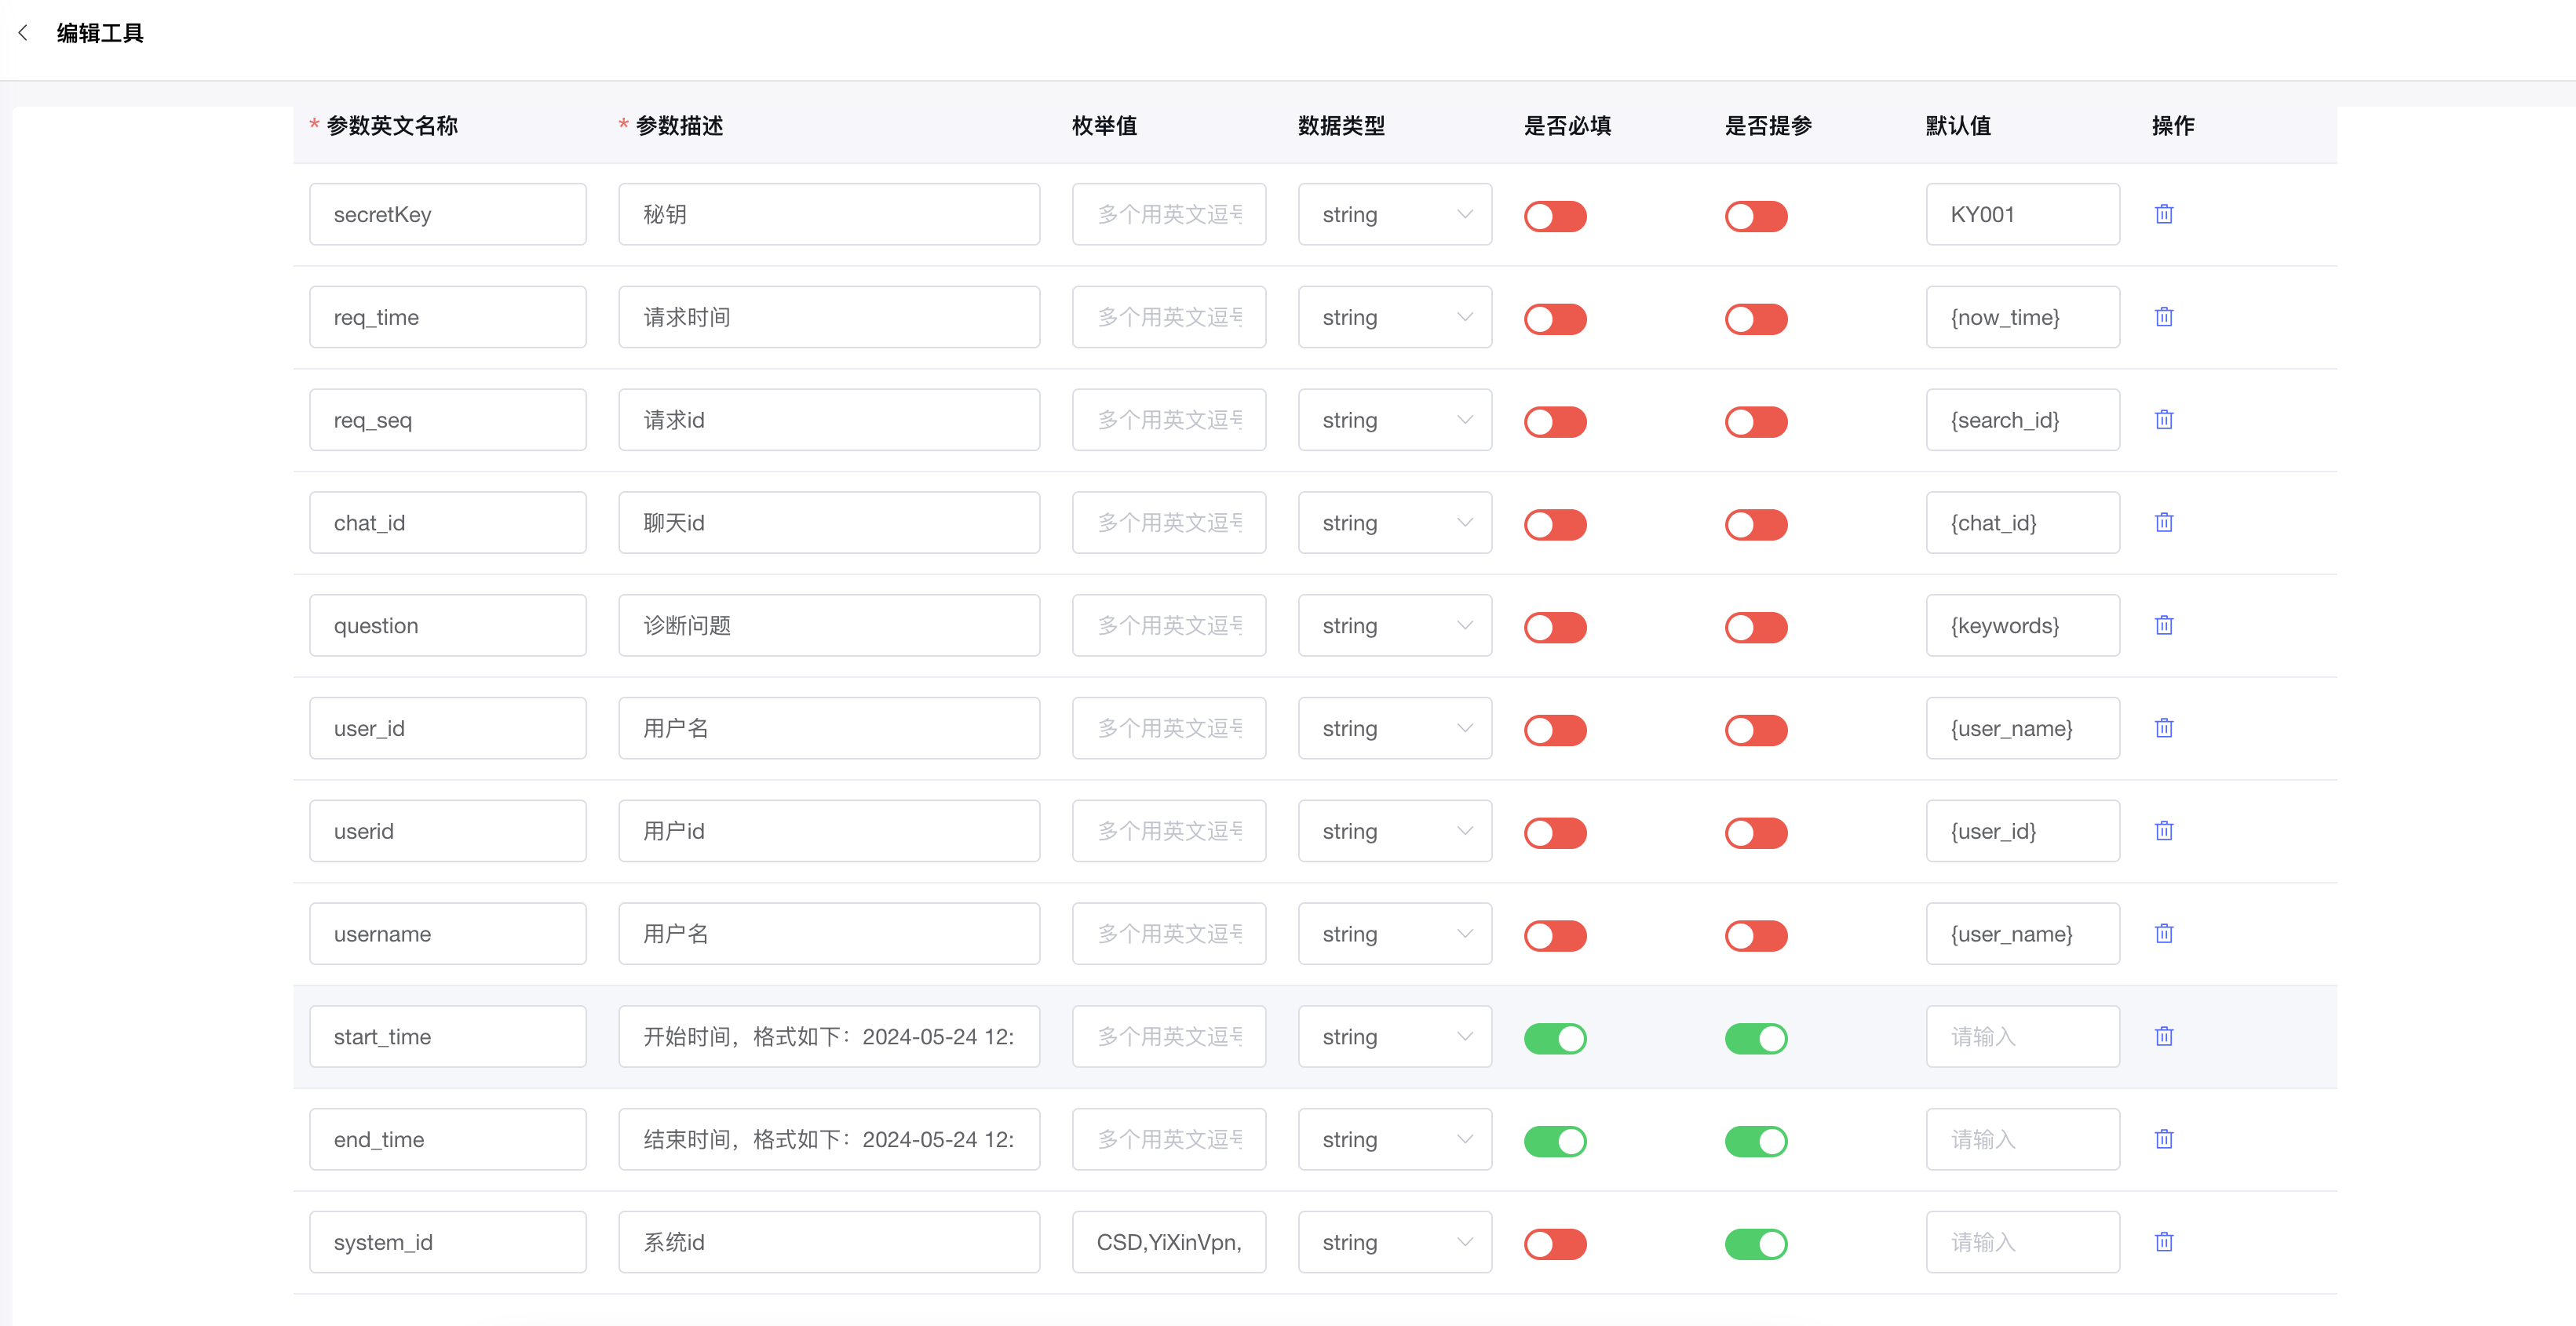 编辑工具
* 参数英文名称 * 参数描述 枚举值 数据类型 是否必填 是否提参 默认值 操作
secretKey 秘钥 多个用英文逗 string KY001
req_time 请求时间 多个用英文逗 string {now_time}
req_seq 请求id 多个用英文逗 string {search_id}
chat_id 聊天id 多个用英文逗 string {chat_id}
question 诊断问题 多个用英文逗 string {keywords}
user_id 用户名 多个用英文逗 string {user_name}
userid 用户id 多个用英文逗 string {user_id}
username 用户名 多个用英文逗 string {user_name}
start_time 开始时间，格式如下：2024-05-24 12: 多个用英文逗 string 请输入
end_time 结束时间，格式如下：2024-05-24 12: 多个用英文逗 string 请输入
system_id 系统id CSD,YiXinVpn, string 请输入